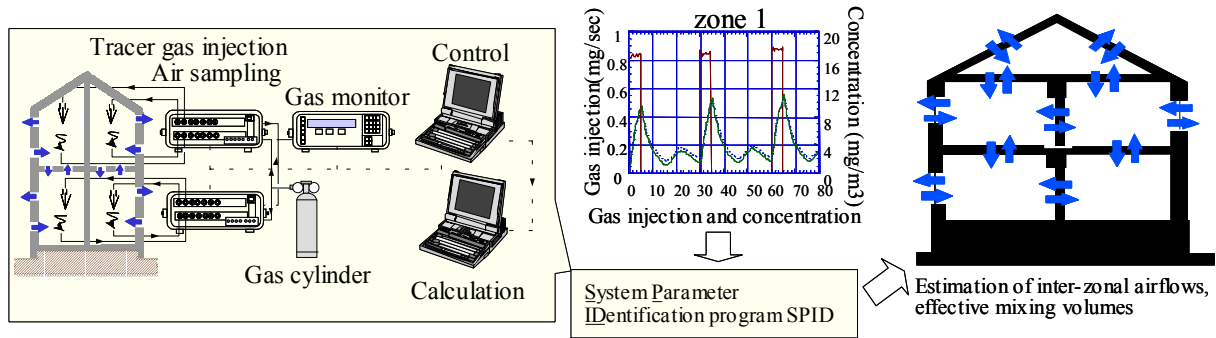 Tracer gas injection
Air sampling
Gas monitor
Control
Gas cylinder
Calculation
zone 1
Gas injection(mg/sec)
1
0.8
0.6
0.4
0.2
0
Concentration (mg/m3)
20
16
12
8
4
0
0 10 20 30 40 50 60 70 80
Gas injection and concentration
System Parameter
IDentification program SPID
Estimation of inter-zonal airflows,
effective mixing volumes